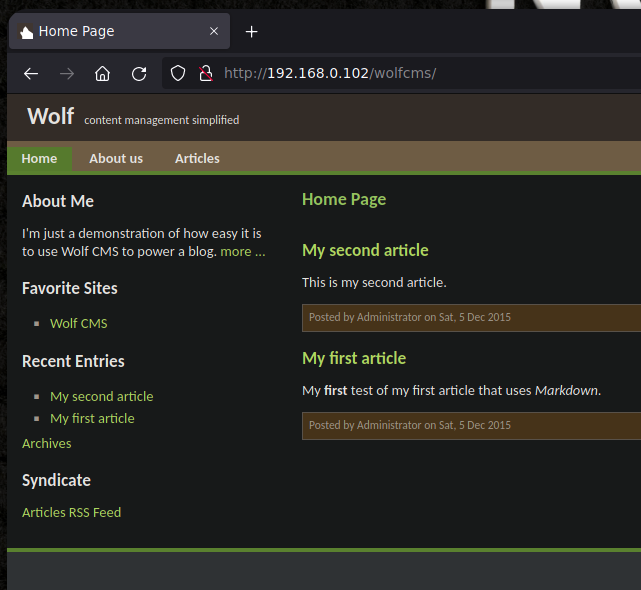 Home Page
http://192.168.0.102/wolfcms/
Wolf content management simplified
Home About us Articles
About Me
I'm just a demonstration of how easy it is
to use Wolf CMS to power a blog. more ...
Favorite Sites
Wolf CMS
Recent Entries
My second article
My first article
Archives
Syndicate
Articles RSS Feed
Home Page
My second article
This is my second article.
Posted by Administrator on Sat, 5 Dec 2015
My first article
My first test of my first article that uses Markdown.
Posted by Administrator on Sat, 5 Dec 2015